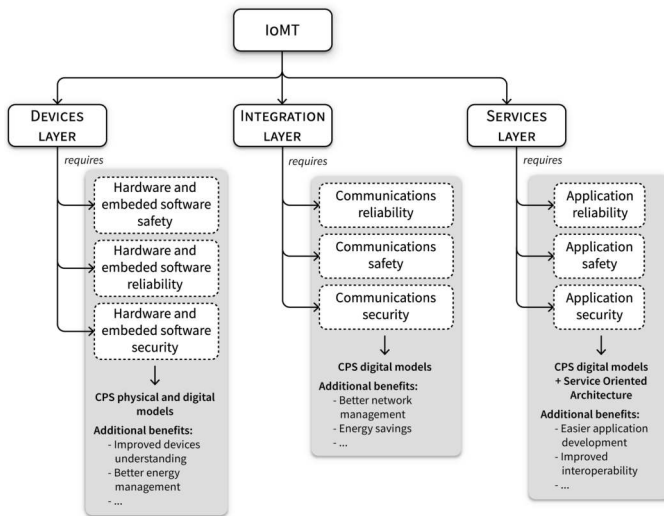 IoMT
DEVICES
LAYER
requires
Hardware and
embeded software
safety
Hardware and
embeded software
reliability
Hardware and
embeded software
security
CPS physical and digital
models
Additional benefits:
- Improved devices
understanding
- Better energy
management
- ...
INTEGRATION
LAYER
requires
Communications
reliability
Communications
safety
Communications
security
CPS digital models
Additional benefits:
- Better network
management
- Energy savings
- ...
SERVICES
LAYER
requires
Application
reliability
Application
safety
Application
security
CPS digital models
+ Service Oriented
Architecture
Additional benefits:
- Easier application
development
- Improved
interoperability
- ...